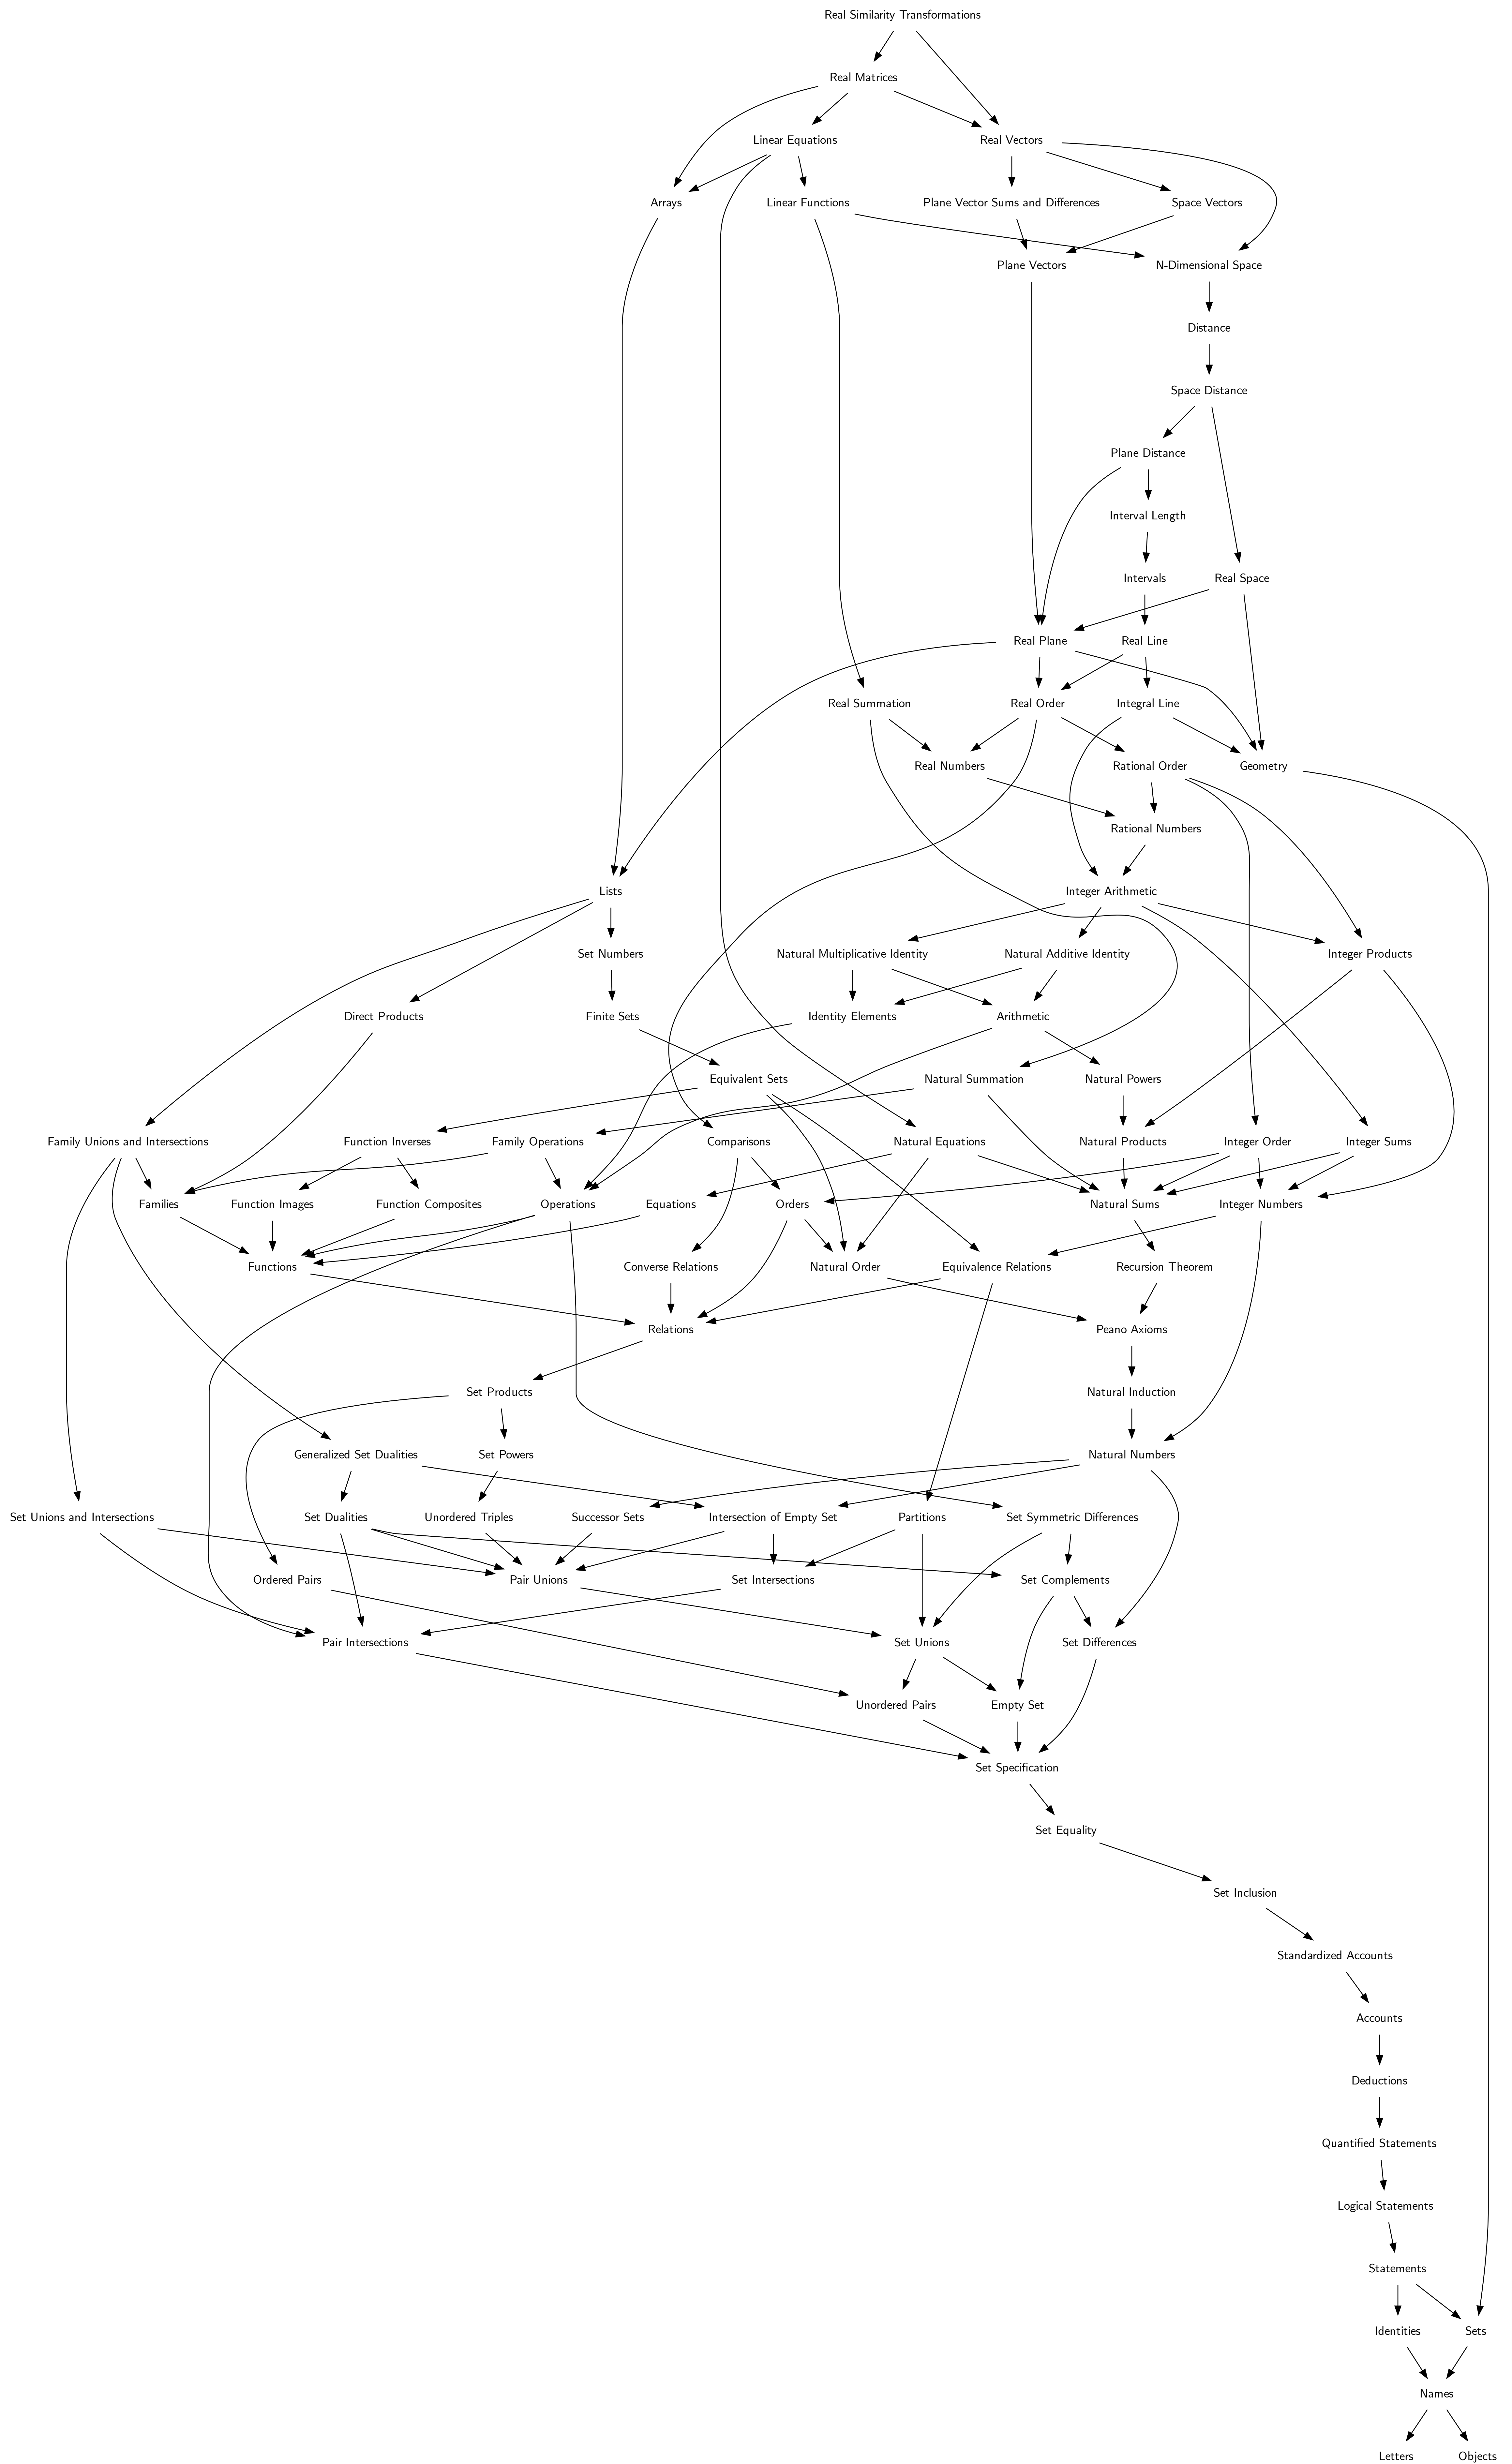 Real Similarity Transformations
Real Matrices
Linear Equations
Real Vectors
Arrays
Linear Functions
Plane Vector Sums and Differences
Space Vectors
Plane Vectors
N-Dimensional Space
Distance
Space Distance
Plane Distance
Interval Length
Intervals
Real Space
Real Plane
Real Line
Real Summation
Real Order
Integral Line
Real Numbers
Rational Order
Geometry
Rational Numbers
Lists
Integer Arithmetic
Set Numbers
Natural Multiplicative Identity
Natural Additive Identity
Integer Products
Direct Products
Finite Sets
Identity Elements
Arithmetic
Equivalent Sets
Natural Summation
Natural Powers
Family Unions and Intersections
Function Inverses
Family Operations
Comparisons
Natural Equations
Natural Products
Integer Order
Integer Sums
Families
Function Images
Function Composites
Operations
Equations
Orders
Natural Sums
Integer Numbers
Functions
Converse Relations
Natural Order
Equivalence Relations
Recursion Theorem
Relations
Peano Axioms
Set Products
Natural Induction
Generalized Set Dualities
Set Powers
Natural Numbers
Set Unions and Intersections
Set Dualities
Unordered Triples
Successor Sets
Intersection of Empty Set
Partitions
Set Symmetric Differences
Ordered Pairs
Pair Unions
Set Intersections
Set Complements
Pair Intersections
Set Unions
Set Differences
Unordered Pairs
Empty Set
Set Specification
Set Equality
Set Inclusion
Standardized Accounts
Accounts
Deductions
Quantified Statements
Logical Statements
Statements
Identities
Sets
Names
Letters
Objects